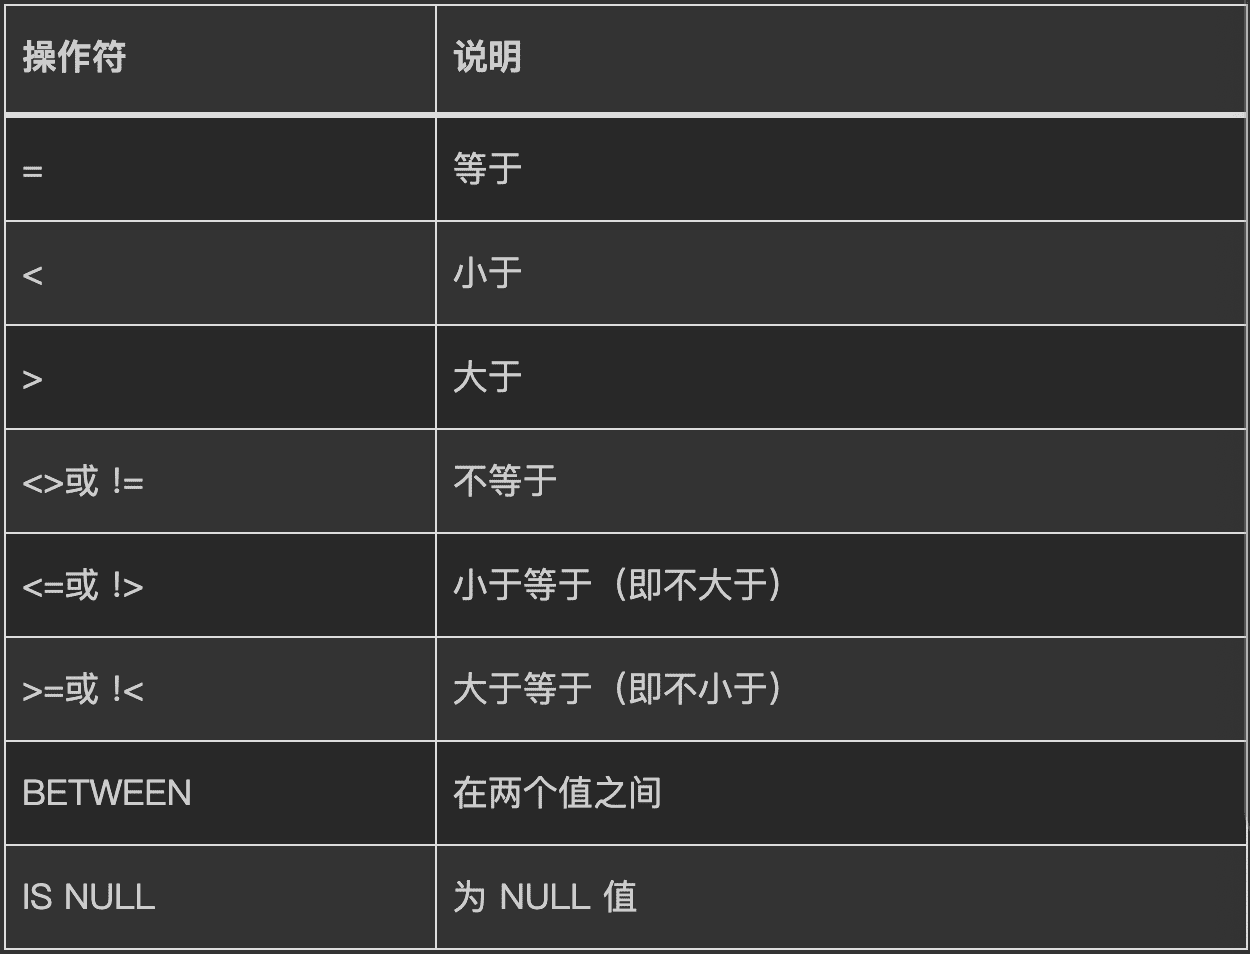 操作符 说明
= 等于
< 小于
> 大于
<>或 != 不等于
<=或 !> 小于等于（即不大于）
>=或 !< 大于等于（即不小于）
BETWEEN 在两个值之间
IS NULL 为 NULL 值